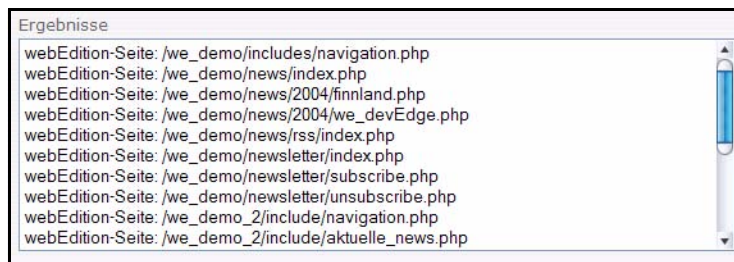 Ergebnisse
webEdition-Seite: /we_demo/includes/navigation.php
webEdition-Seite: /we_demo/news/index.php
webEdition-Seite: /we_demo/news/2004/finnland.php
webEdition-Seite: /we_demo/news/2004/we_devEdge.php
webEdition-Seite: /we_demo/news/rss/index.php
webEdition-Seite: /we_demo/newsletter/index.php
webEdition-Seite: /we_demo/newsletter/subscribe.php
webEdition-Seite: /we_demo/newsletter/unsubscribe.php
webEdition-Seite: /we_demo_2/include/navigation.php
webEdition-Seite: /we_demo_2/include/aktuelle_news.php